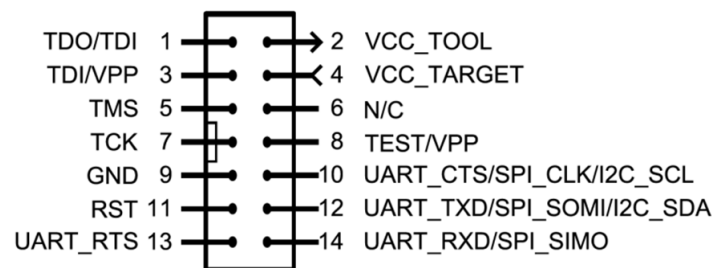 TDO/TDI 1 2 VCC_TOOL
TDI/VPP 3 4 VCC_TARGET
TMS 5 6 N/C
TCK 7 8 TEST/VPP
GND 9 10 UART_CTS/SPI_CLK/I2C_SCL
RST 11 12 UART_TXD/SPI_SOMI/I2C_SDA
UART_RTS 13 14 UART_RXD/SPI_SIMO